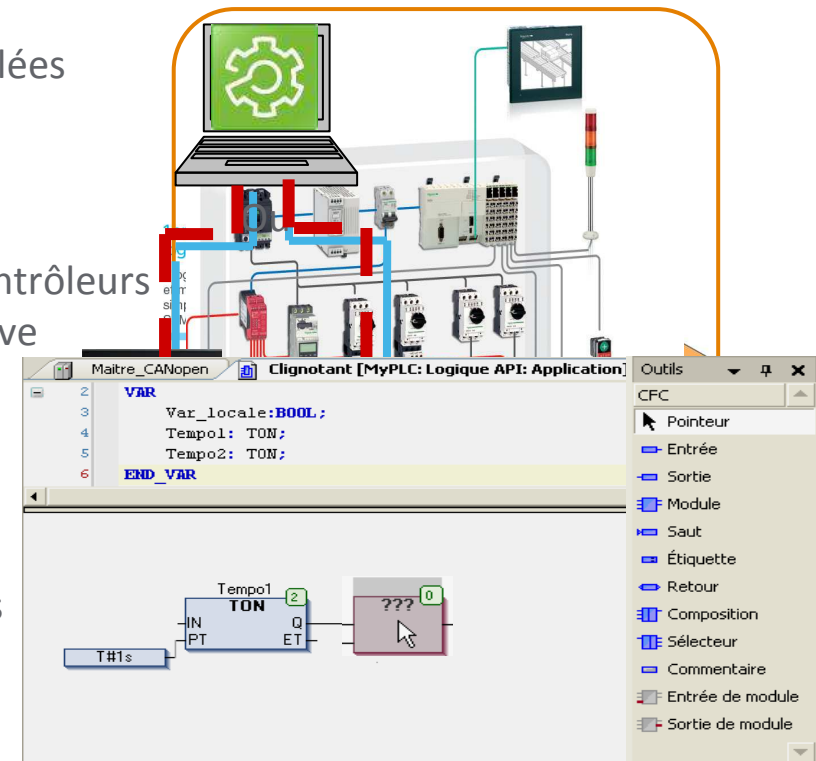 lées
Ou
ntrôleurs
ve
s
Maitre_CANopen
Clignotant [MyPLC: Logique API: Application]
2 VAR
3 Var_locale:BOOL;
4 Tempo1: TON;
5 Tempo2: TON;
6 END_VAR
Tempo1
TON
2
IN Q
PT ET
T#1s
???
0
Outils
CFC
Pointeur
Entrée
Sortie
Module
Saut
Étiquette
Retour
Composition
Sélecteur
Commentaire
Entrée de module
Sortie de module